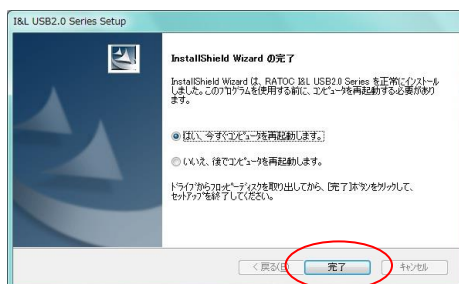 I&L USB2.0 Series Setup
InstallShield Wizard の完了
InstallShield Wizard は、RATOC I&L USB2.0 Series を正常にインストール
しました。このプログラムを使用する前に、コンピュータを再起動する必要があり
ます。
はい、今すぐコンピュータを再起動します。
いいえ、後でコンピュータを再起動します。
ドライブからフロッピーディスクを取り出してから、[完了]ボタンをクリックして、
セットアップを終了してください。
< 戻る(B) 完了 キャンセル